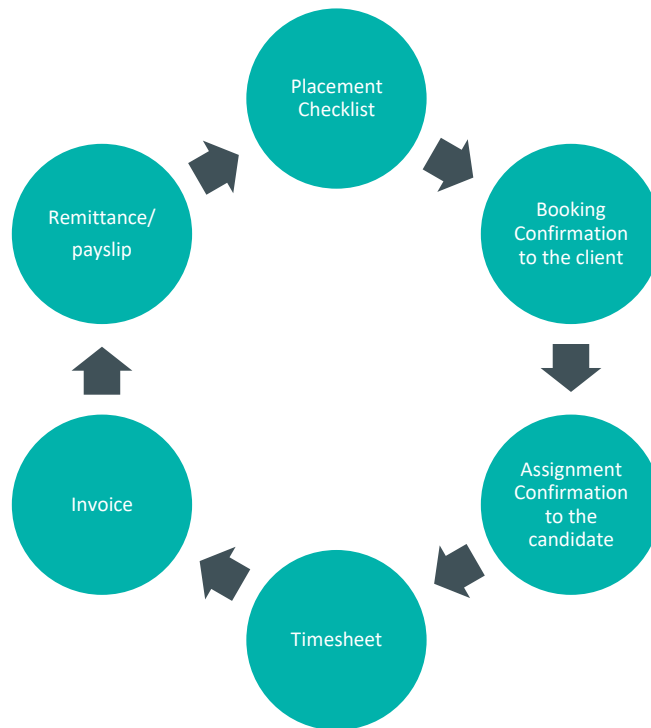 Placement
Checklist
Booking
Confirmation
to the client
Assignment
Confirmation
to the
candidate
Timesheet
Invoice
Remittance/
payslip